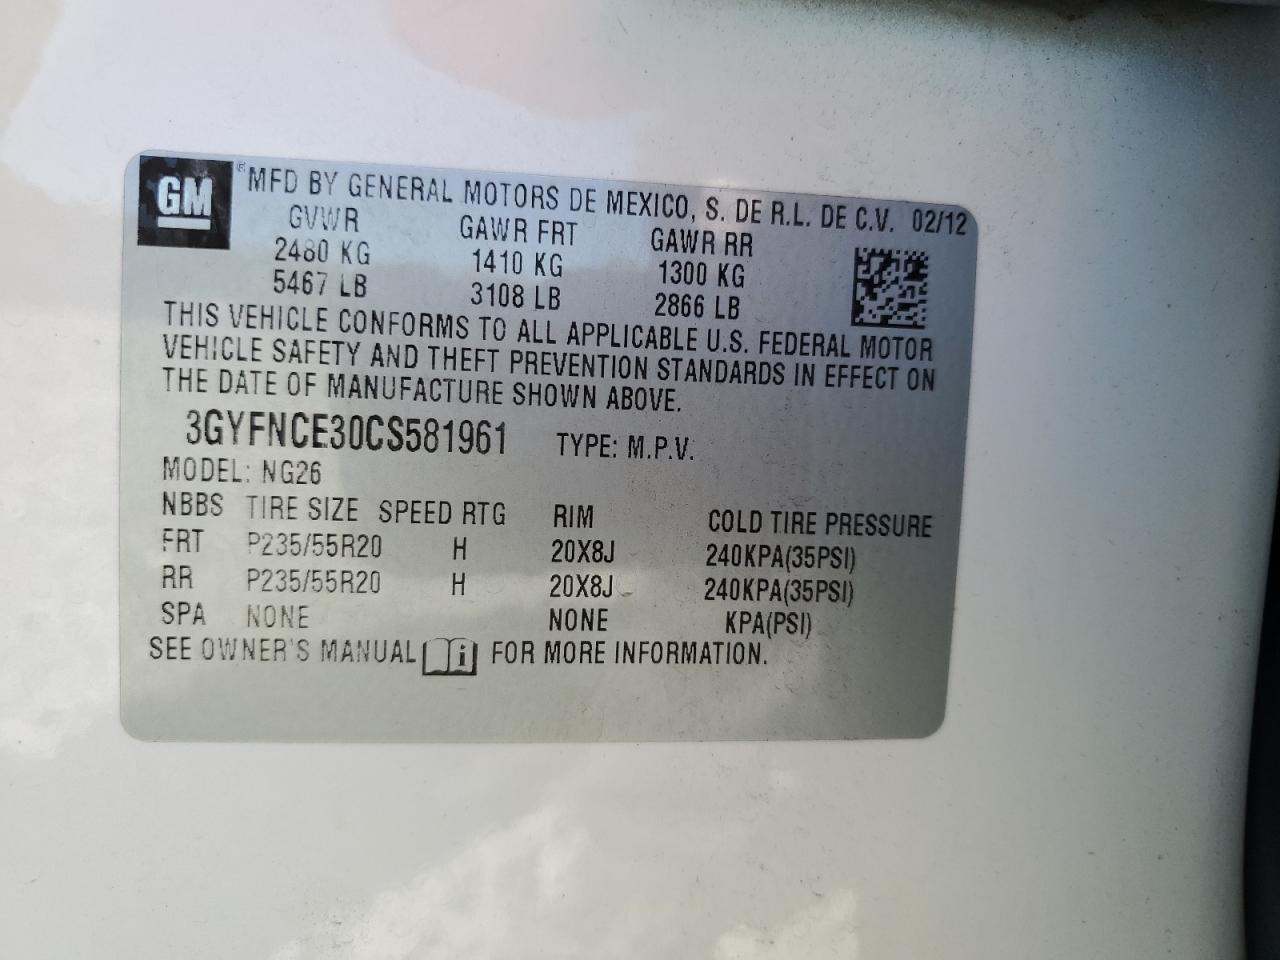 GM ® MFD BY GENERAL MOTORS DE MEXICO, S. DE R.L. DE C.V. 02/12
GVWR GAWR FRT GAWR RR
2480 KG 1410 KG 1300 KG
5467 LB 3108 LB 2866 LB
THIS VEHICLE CONFORMS TO ALL APPLICABLE U.S. FEDERAL MOTOR
VEHICLE SAFETY AND THEFT PREVENTION STANDARDS IN EFFECT ON
THE DATE OF MANUFACTURE SHOWN ABOVE.
3GYFNCE30CS581961 TYPE: M.P.V.
MODEL: NG26
NBBS TIRE SIZE SPEED RTG RIM COLD TIRE PRESSURE
FRT P235/55R20 H 20X8J 240KPA(35PSI)
RR P235/55R20 H 20X8J 240KPA(35PSI)
SPA NONE NONE KPA(PSI)
SEE OWNER'S MANUAL i FOR MORE INFORMATION.